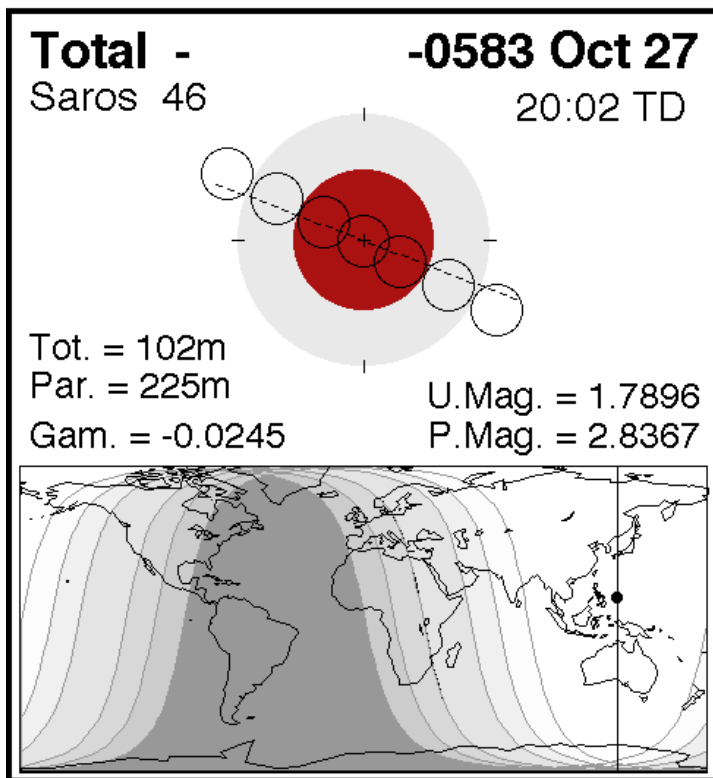 Total -
-0583 Oct 27
Saros 46
20:02 TD
Tot. = 102m
Par. = 225m
Gam. = -0.0245
U.Mag. = 1.7896
P.Mag. = 2.8367